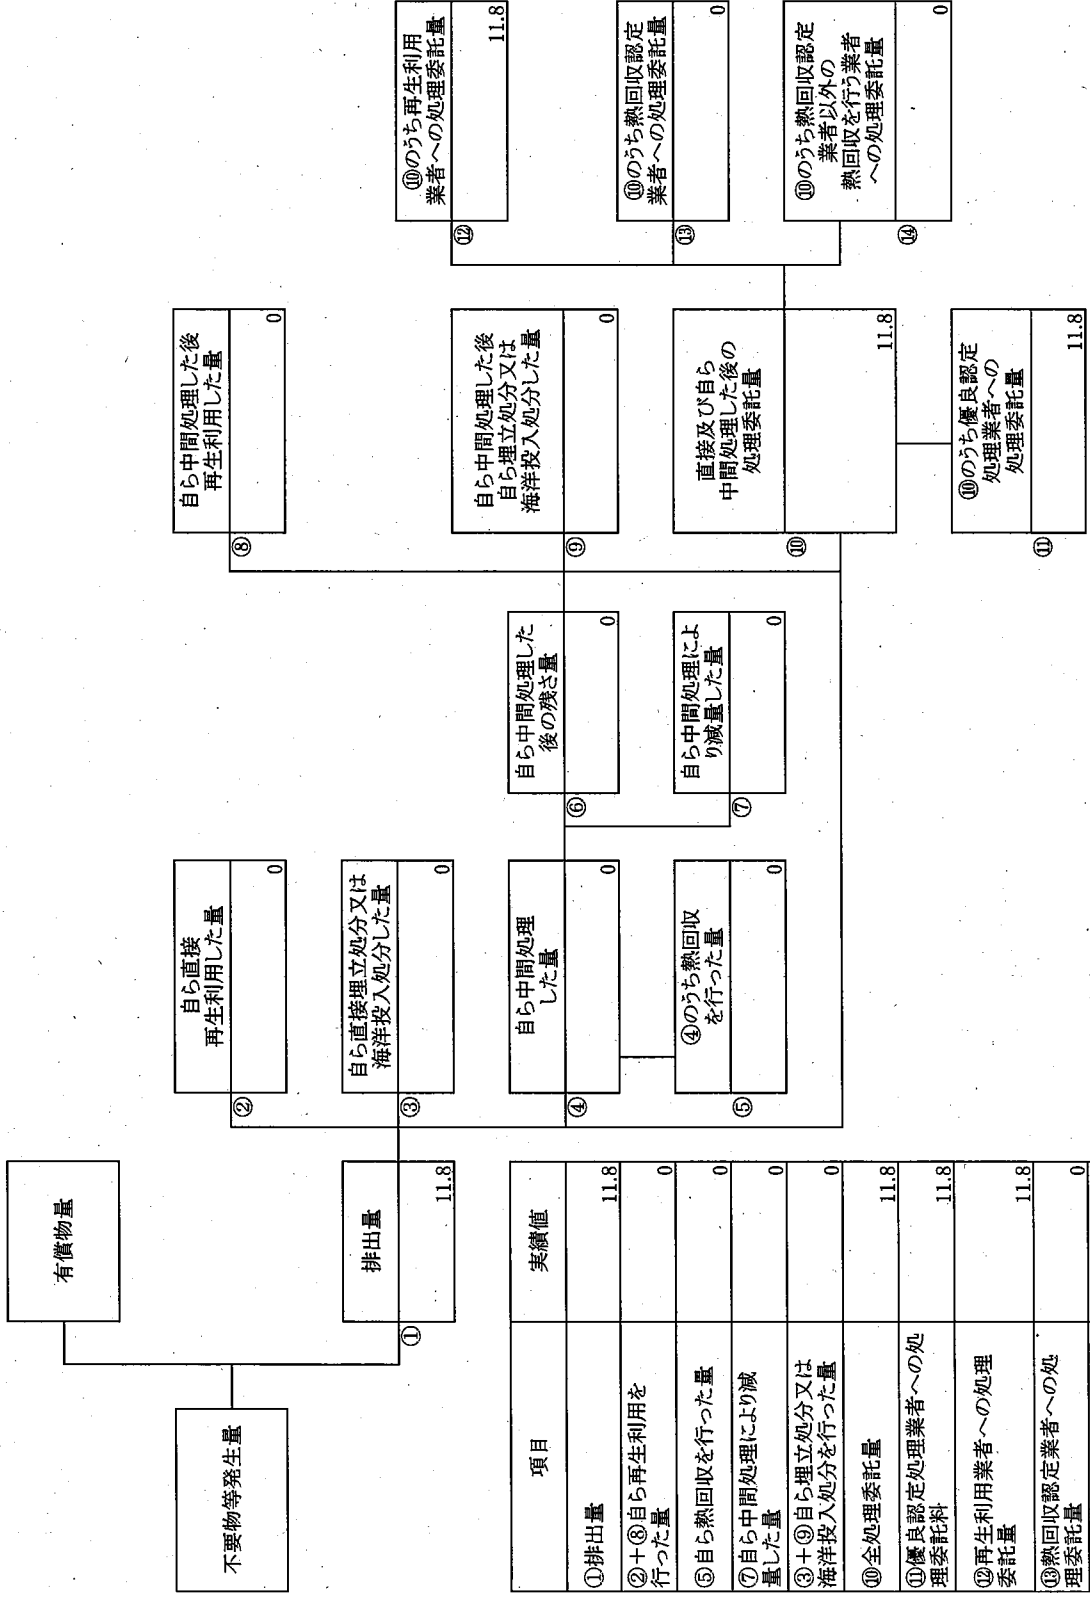 不要物等発生量
有償物量
排出量
①
11.8
自ら直接
再生利用した量
②
0
自ら直接埋立処分又は
海洋投入処分した量
③
0
自ら中間処理
した量
④
0
④のうち熱回収
を行った量
⑤
0
自ら中間処理した
後の残さ量
⑥
0
自ら中間処理によ
り減量した量
⑦
0
自ら中間処理した後
再生利用した量
⑧
0
自ら中間処理した後
自ら埋立処分又は
海洋投入処分した量
⑨
0
直接及び自ら
中間処理した後の
処理委託量
⑩
11.8
⑩のうち優良認定
処理業者への
処理委託量
⑪
11.8
⑩のうち再生利用
業者への処理委託量
⑫
11.8
⑩のうち熱回収認定
業者への処理委託量
⑬
0
⑩のうち熱回収認定
業者以外の
熱回収を行う業者
への処理委託量
⑭
0
項目 実績値
①排出量 11.8
②+⑧自ら再生利用を
行った量 0
⑤自ら熱回収を行った量 0
⑦自ら中間処理により減
量した量 0
③+⑨自ら埋立処分又は
海洋投入処分を行った量 0
⑩全処理委託量 11.8
⑪優良認定処理業者への処
理委託料 11.8
⑫再生利用業者への処理
委託量 11.8
⑬熱回収認定業者への処
理委託量 0